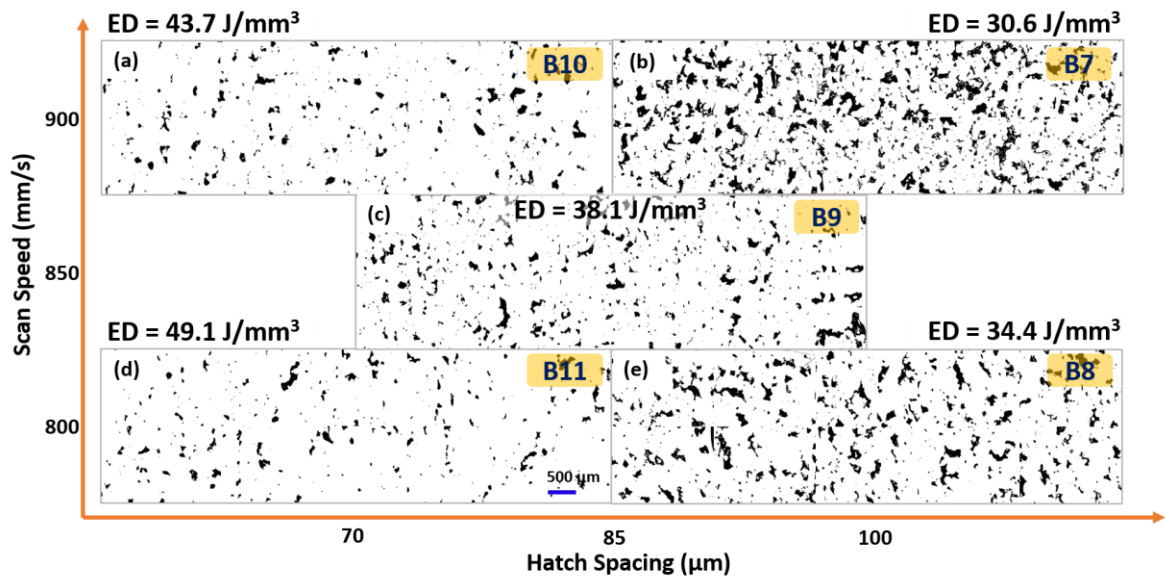 ED = 43.7 J/mm³
ED = 30.6 J/mm³
(a)
B10
(b)
B7
900
(c)
ED = 38.1 J/mm³
B9
Scan Speed (mm/s)
850
ED = 49.1 J/mm³
ED = 34.4 J/mm³
(d)
B11
(e)
B8
800
500 µm
70
85
100
Hatch Spacing (µm)